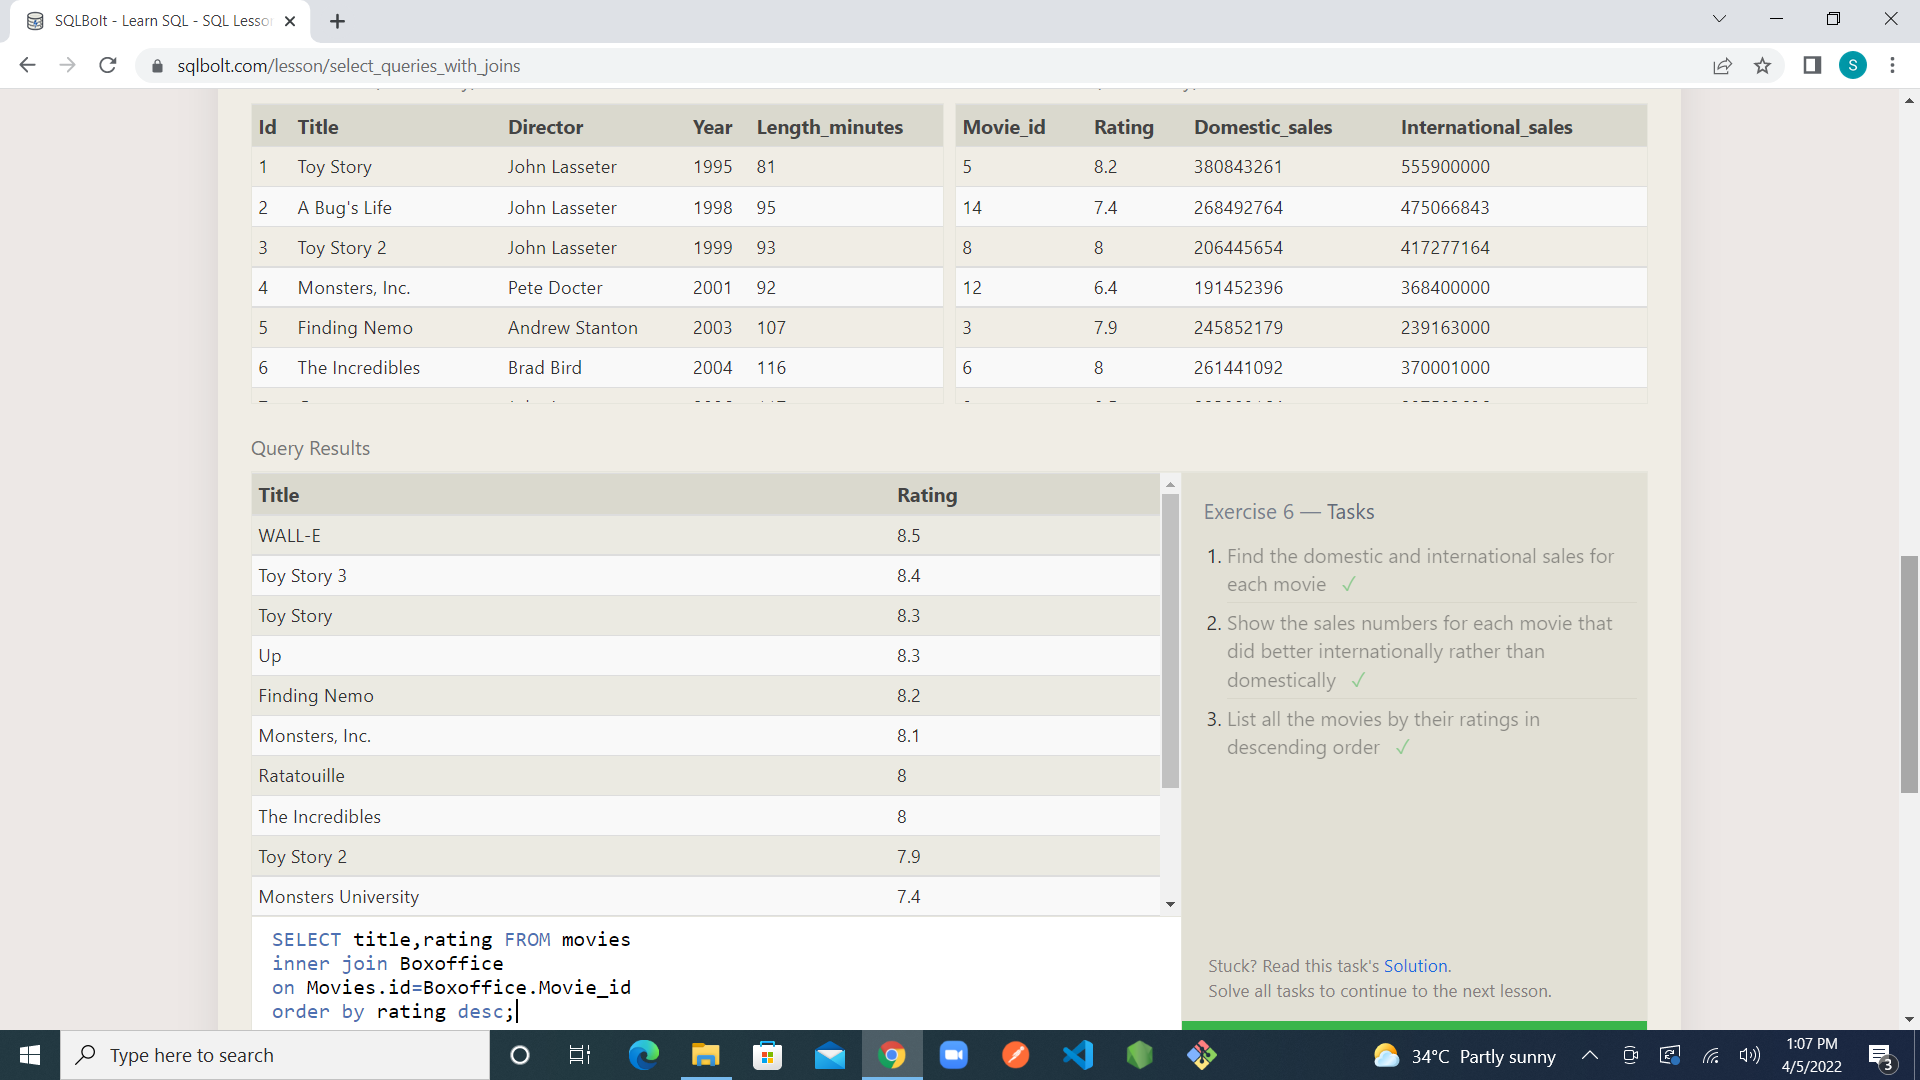 SQLBolt - Learn SQL - SQL Lesson
sqlbolt.com/lesson/select_queries_with_joins
S
Id Title Director Year Length_minutes
1 Toy Story John Lasseter 1995 81
2 A Bug's Life John Lasseter 1998 95
3 Toy Story 2 John Lasseter 1999 93
4 Monsters, Inc. Pete Docter 2001 92
5 Finding Nemo Andrew Stanton 2003 107
6 The Incredibles Brad Bird 2004 116
Movie_id Rating Domestic_sales International_sales
5 8.2 380843261 555900000
14 7.4 268492764 475066843
8 8 206445654 417277164
12 6.4 191452396 368400000
3 7.9 245852179 239163000
6 8 261441092 370001000
Query Results
Title Rating
WALL-E 8.5
Toy Story 3 8.4
Toy Story 8.3
Up 8.3
Finding Nemo 8.2
Monsters, Inc. 8.1
Ratatouille 8
The Incredibles 8
Toy Story 2 7.9
Monsters University 7.4
SELECT title,rating FROM movies
inner join Boxoffice
on Movies.id=Boxoffice.Movie_id
order by rating desc;
Exercise 6 — Tasks
1. Find the domestic and international sales for
each movie ✓
2. Show the sales numbers for each movie that
did better internationally rather than
domestically ✓
3. List all the movies by their ratings in
descending order ✓
Stuck? Read this task's Solution.
Solve all tasks to continue to the next lesson.
Type here to search
34°C Partly sunny
1:07 PM
4/5/2022
3